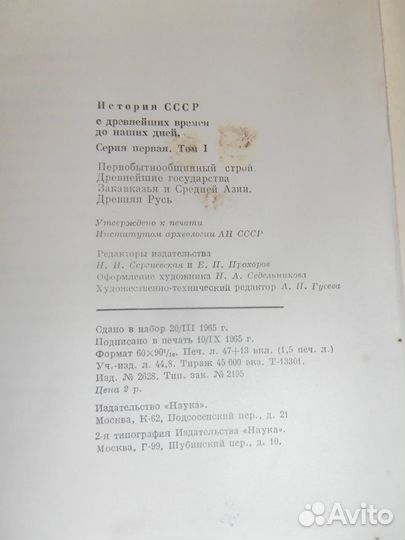 История СССР
с древнейших времен
до наших дней.
Серия первая. Том I
Первобытнообщинный строй.
Древнейшие государства
Закавказья и Средней Азии.
Древняя Русь
Утверждено к печати
Институтом археологии АН СССР
Редакторы издательства
Н. И. Сергиевская и Е. П. Прохоров
Оформление художника Н. А. Седельникова
Художественно-технический редактор А. П. Гусева
Сдано в набор 20/III 1965 г.
Подписано в печать 10/IX 1965 г.
Формат 60×90¹/₁₆. Печ. л. 47+13 вкл. (1,5 печ. л.)
Уч.-изд. л. 44,8. Тираж 45 000 вкз. Т-13301.
Изд. № 2628. Тип. зак. № 2195
Цена 2 р.
Издательство «Наука».
Москва, К-62, Подсосенский пер., д. 21
2-я типография Издательства «Наука».
Москва, Г-99, Шубинский пер., д. 10.
Avito